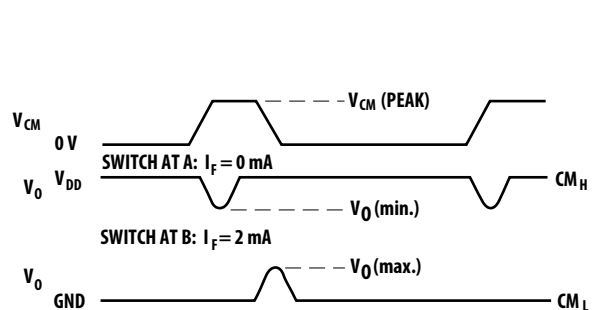 V_CM (PEAK)
V_CM
0 V
SWITCH AT A: I_F = 0 mA
V_O V_DD CM_H
V_O (min.)
SWITCH AT B: I_F = 2 mA
V_O (max.)
V_O
GND CM_L